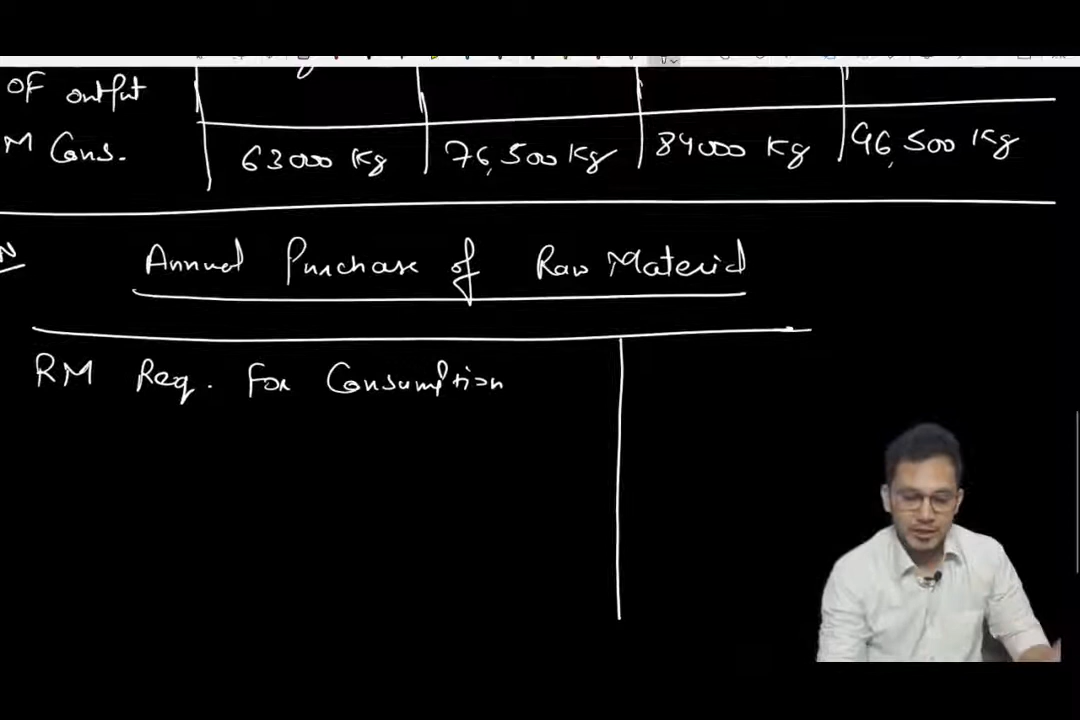 OF output
M Cons. 63000 Kg 76,500 Kg 84000 Kg 96,500 Kg
Annual Purchase of Raw Material
RM Req. For Consumption